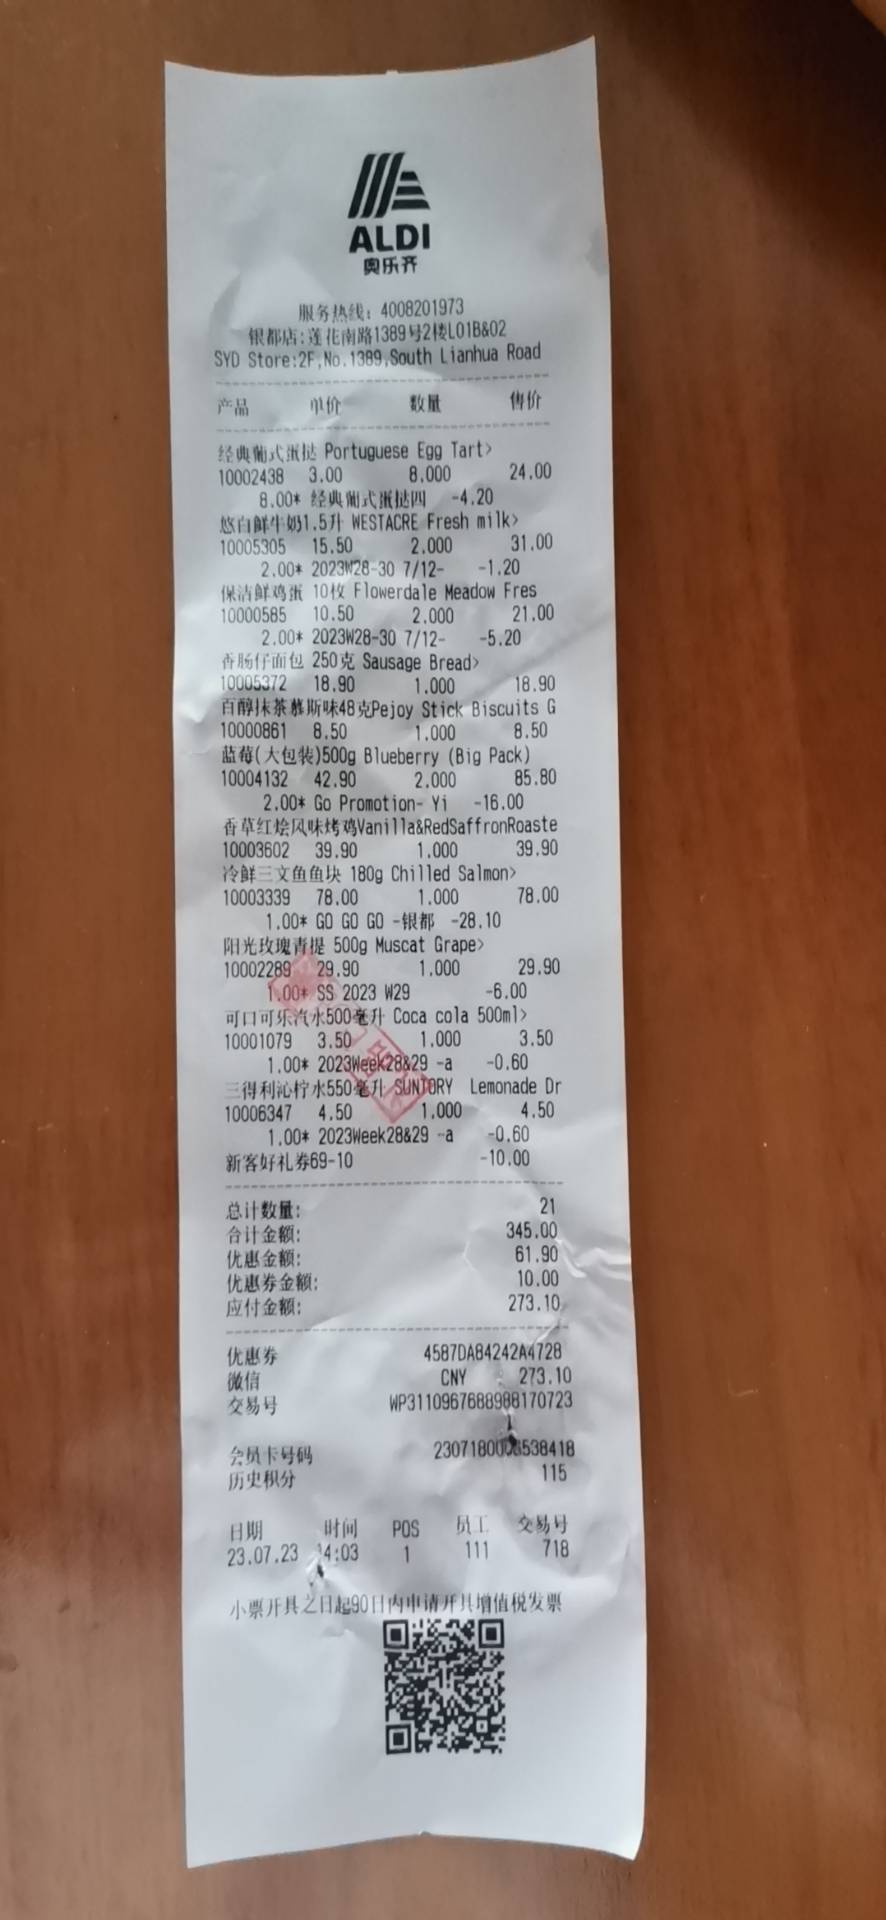 ALDI
奥乐齐
服务热线: 4008201973
银都店:莲花南路1389号2楼L01B&02
SYD Store:2F,No.1389,South Lianhua Road
产品 单价 数量 售价
经典葡式蛋挞 Portuguese Egg Tart>
10002438 3.00 8.000 24.00
8.00* 经典葡式蛋挞四 -4.20
悠白鲜牛奶1.5升 WESTACRE Fresh milk>
10005305 15.50 2.000 31.00
2.00* 2023W28-30 7/12- -1.20
保洁鲜鸡蛋 10枚 Flowerdale Meadow Fres
10000585 10.50 2.000 21.00
2.00* 2023W28-30 7/12- -5.20
香肠仔面包 250克 Sausage Bread>
10005372 18.90 1.000 18.90
百醇抹茶慕斯味48克Pejoy Stick Biscuits G
10000861 8.50 1.000 8.50
蓝莓(大包装)500g Blueberry (Big Pack)
10004132 42.90 2.000 85.80
2.00* Go Promotion- Yi -16.00
香草红烩风味烤鸡Vanilla&RedSaffronRoaste
10003602 39.90 1.000 39.90
冷鲜三文鱼鱼块 180g Chilled Salmon>
10003339 78.00 1.000 78.00
1.00* GO GO GO -银都 -28.10
阳光玫瑰青提 500g Muscat Grape>
10002289 29.90 1.000 29.90
1.00* SS 2023 W29 -6.00
可口可乐汽水500毫升 Coca cola 500ml>
10001079 3.50 1.000 3.50
1.00* 2023Week28&29 -a -0.60
三得利沁柠水550毫升 SUNTORY Lemonade Dr
10006347 4.50 1.000 4.50
1.00* 2023Week28&29 -a -0.60
新客好礼券69-10 -10.00
总计数量: 21
合计金额: 345.00
优惠金额: 61.90
优惠券金额: 10.00
应付金额: 273.10
优惠券 4587DA84242A4728
微信 CNY 273.10
交易号 WP3110967688988170723
1
会员卡号码
历史积分 115
日期 时间 POS 员工 交易号
23.07.23 1 111 718
小票开具之日起90日内申请开具增值税发票